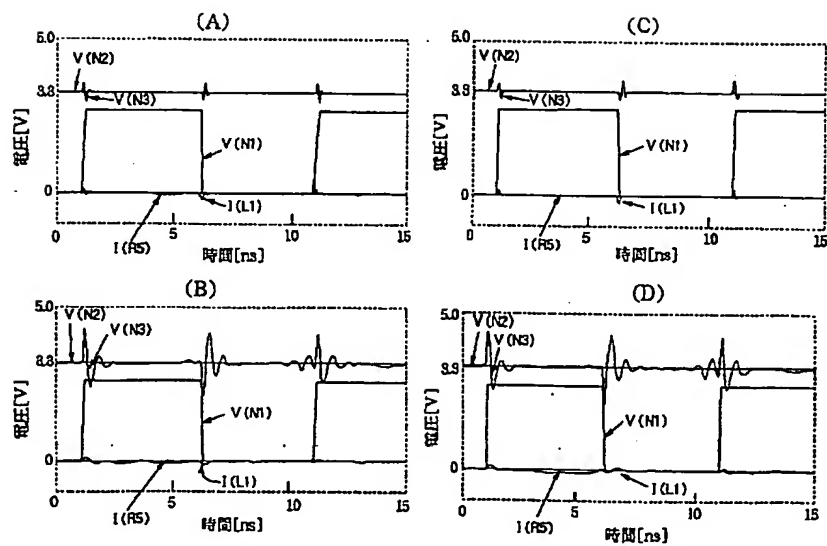 (A)
5.0
V(N2)
3.3
V(N3)
電圧[V]
V(N1)
0
I(L1)
I(R5)
0
5
10
15
時間[ns]
(C)
5.0
V(N2)
3.3
V(N3)
電圧[V]
V(N1)
0
I(L1)
I(R5)
0
5
10
15
時間[ns]
(B)
5.0
V(N2)
V(N3)
3.3
電圧[V]
V(N1)
0
I(L1)
I(R5)
0
5
10
15
時間[ns]
(D)
5.0
V(N2)
V(N3)
3.3
電圧[V]
V(N1)
0
I(L1)
I(R5)
0
5
10
15
時間[ns]